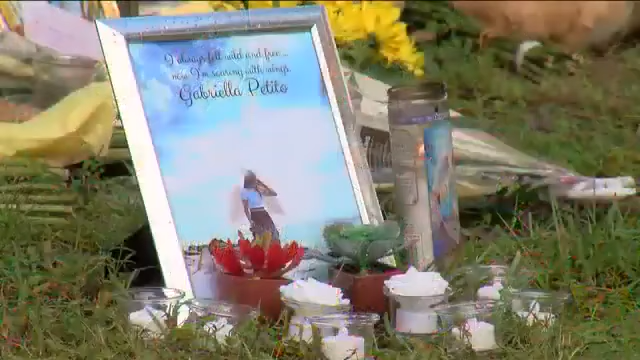 I always felt wild and free...
now I'm soaring with wings
Gabriella Petito